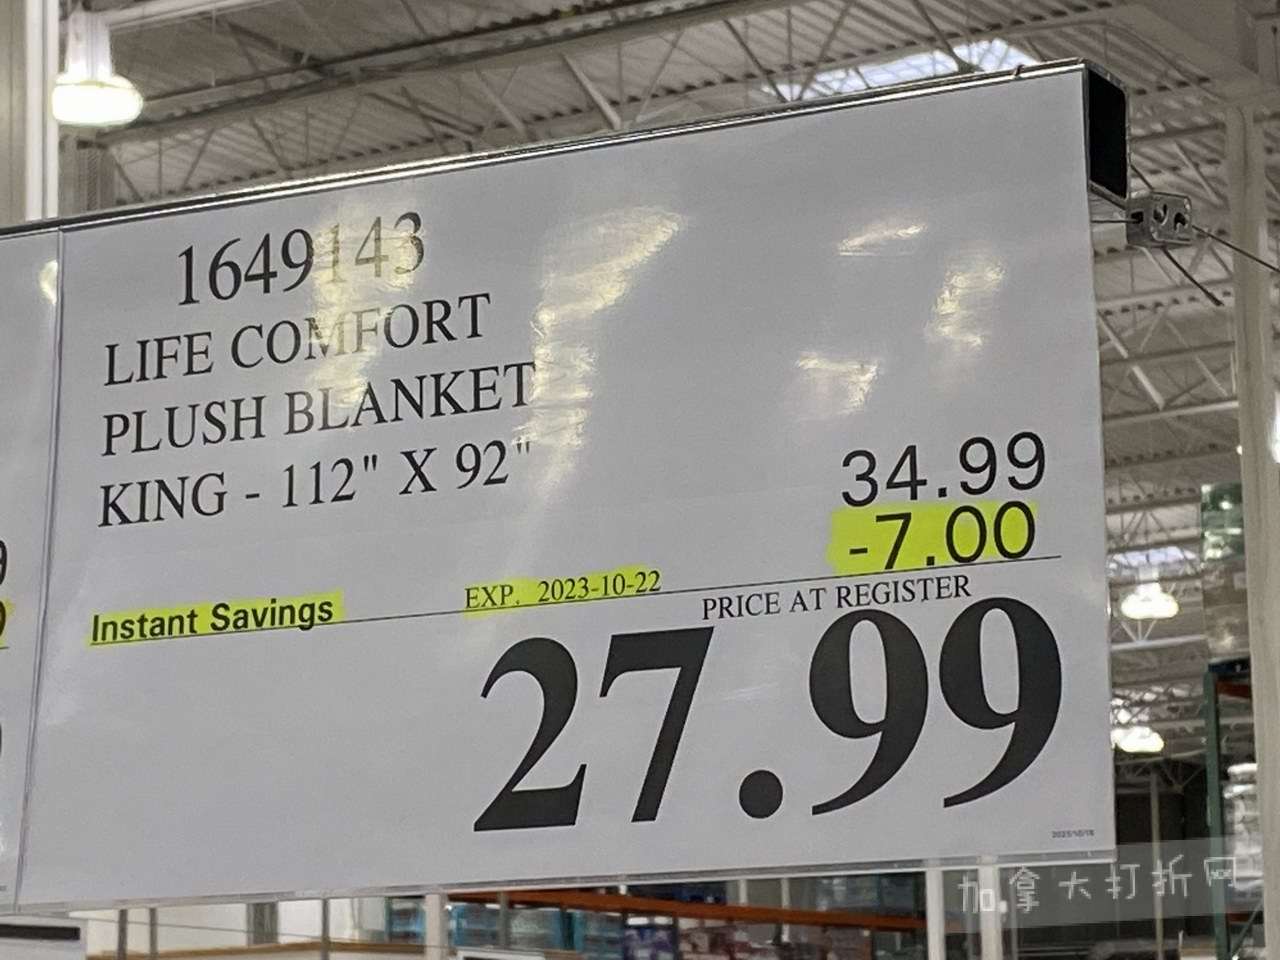 1649143
LIFE COMFORT
PLUSH BLANKET
KING - 112" X 92"
34.99
-7.00
Instant Savings EXP. 2023-10-22
PRICE AT REGISTER
27.99
加拿大打折网